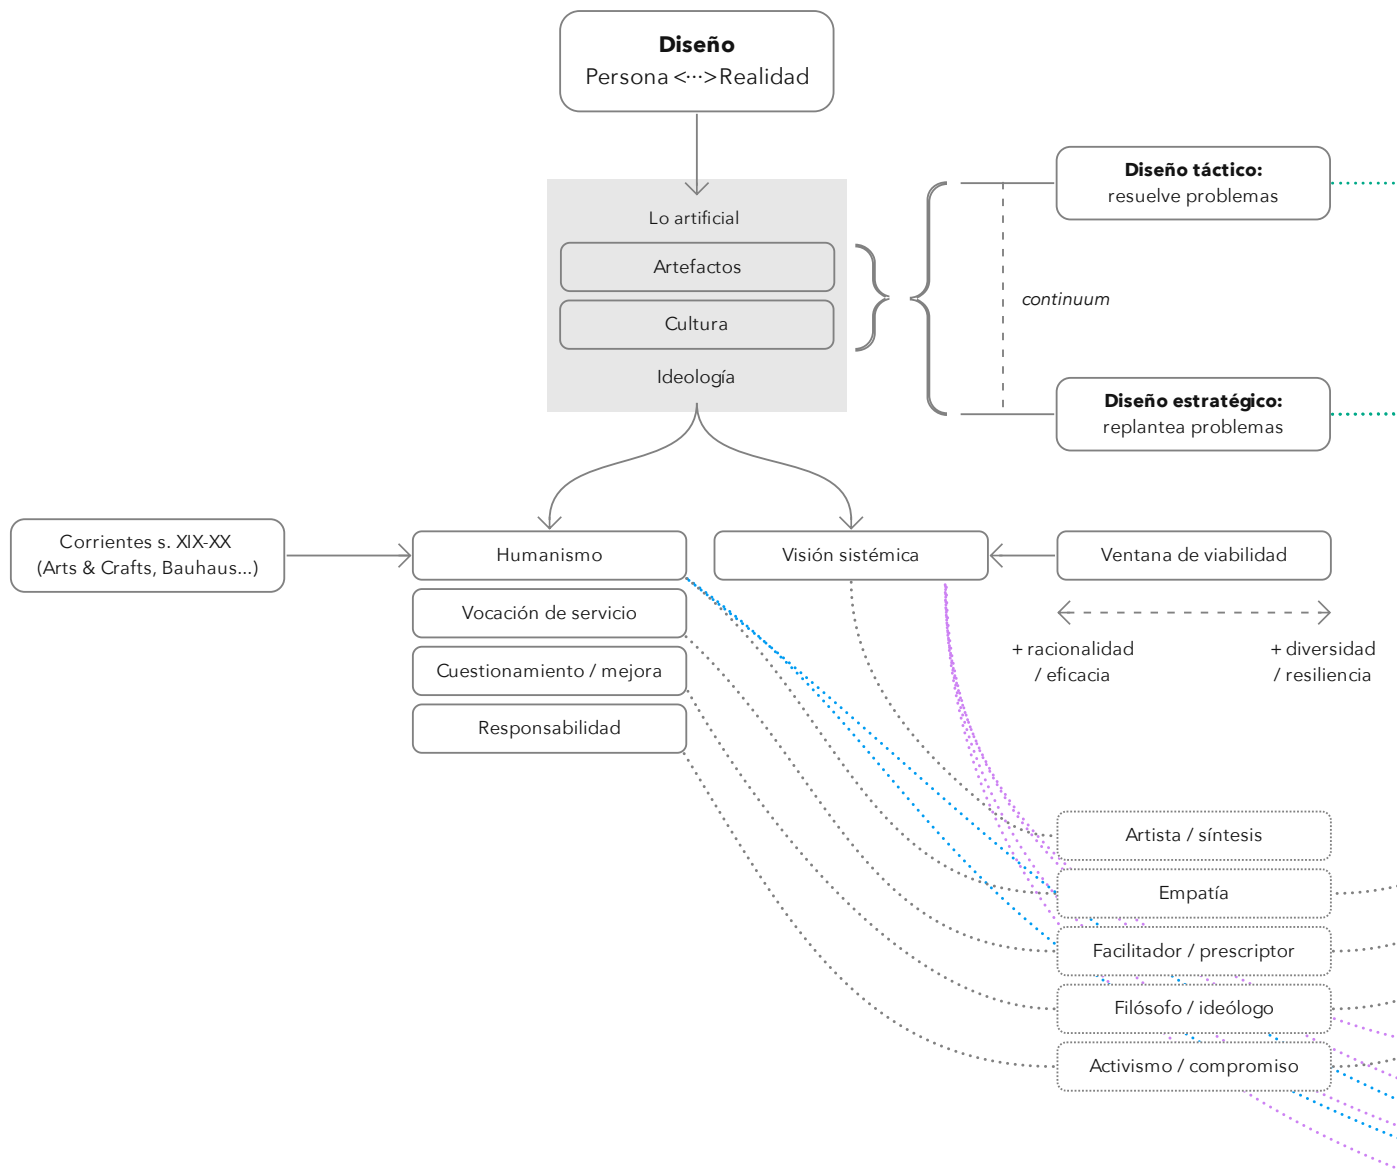 Diseño
Persona <···> Realidad
Diseño táctico:
resuelve problemas
Lo artificial
Artefactos
Cultura
Ideología
continuum
Diseño estratégico:
replantea problemas
Corrientes s. XIX-XX
(Arts & Crafts, Bauhaus...)
Humanismo
Visión sistémica
Ventana de viabilidad
Vocación de servicio
Cuestionamiento / mejora
Responsabilidad
+ racionalidad
/ eficacia
+ diversidad
/ resiliencia
Artista / síntesis
Empatía
Facilitador / prescriptor
Filósofo / ideólogo
Activismo / compromiso